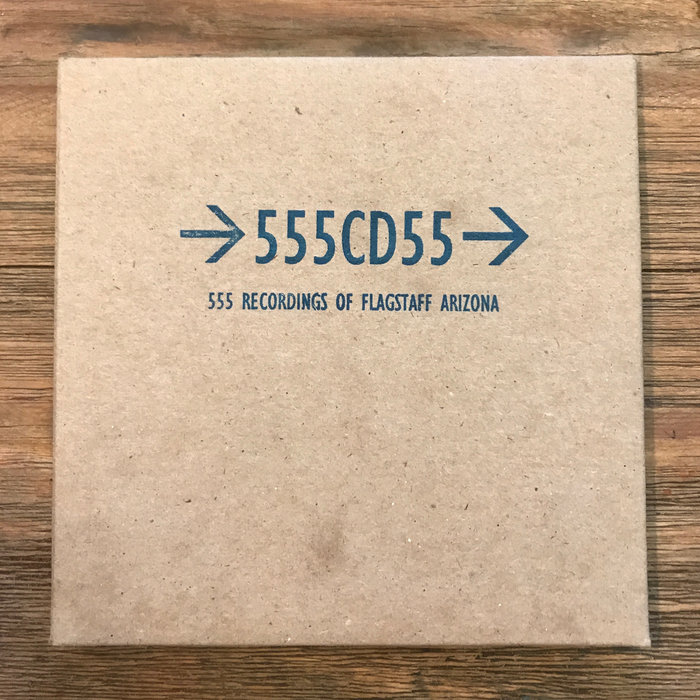 →555CD55→
555 RECORDINGS OF FLAGSTAFF ARIZONA